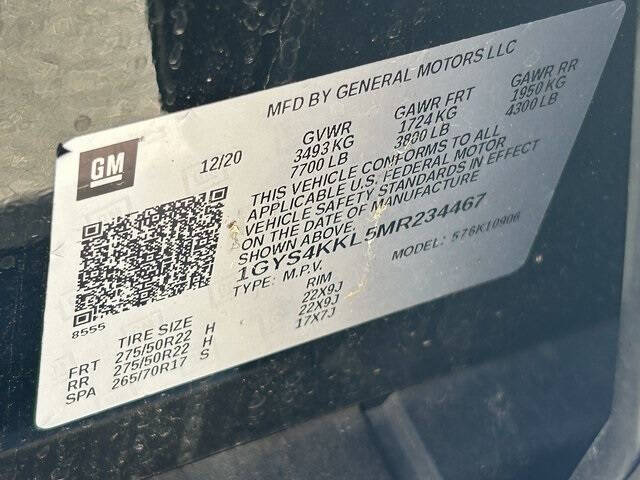 MFD BY GENERAL MOTORS LLC
GM
12/20
GVWR GAWR FRT GAWR RR
3493 KG 1724 KG 1950 KG
7700 LB 3800 LB 4300 LB
THIS VEHICLE CONFORMS TO ALL
APPLICABLE U.S. FEDERAL MOTOR
VEHICLE SAFETY STANDARDS IN EFFECT
ON THE DATE OF MANUFACTURE
SHOWN ABOVE.
1GYS4KKL5MR234467
TYPE: M.P.V. MODEL: 576K10906
8555
TIRE SIZE RIM
FRT 275/50R22 H 22X9J
RR 275/50R22 H 22X9J
SPA 265/70R17 S 17X7J